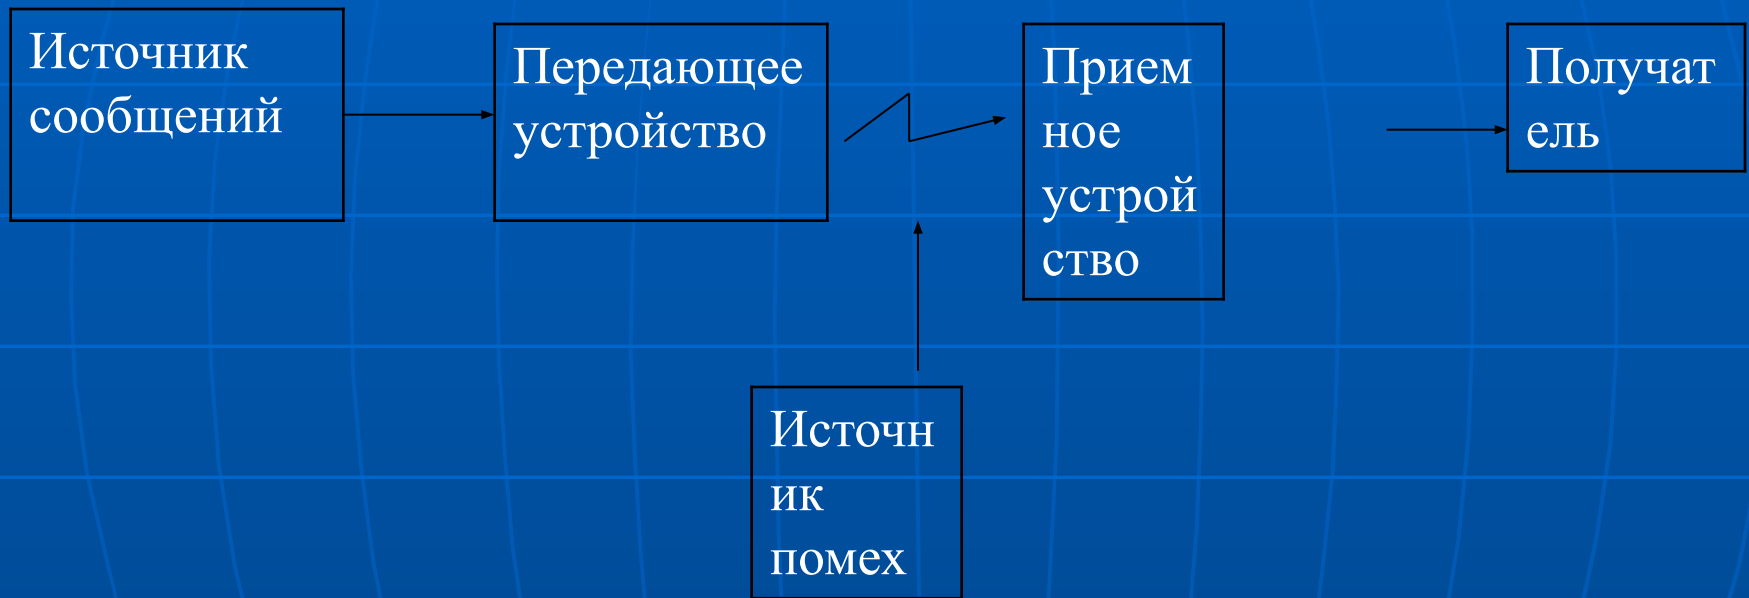 Источник
сообщений
Передающее
устройство
Прием
ное
устрой
ство
Получат
ель
Источн
ик
помех